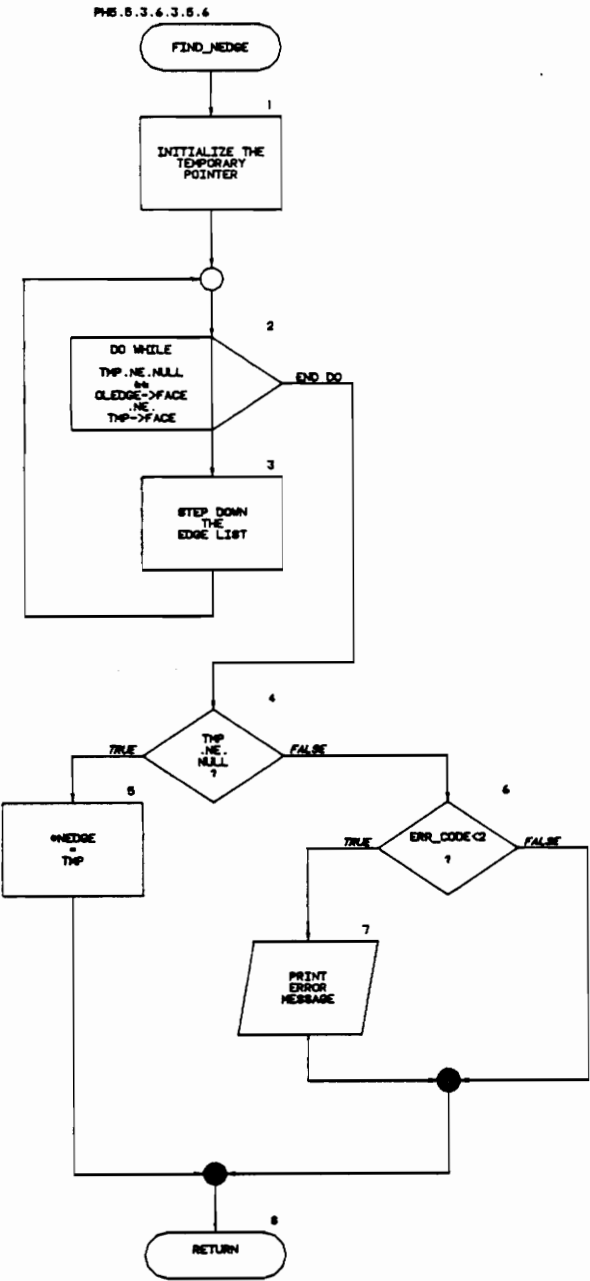 PH5.5.3.6.3.5.6
FIND_NEDGE
1
INITIALIZE THE
TEMPORARY
POINTER
2
DO WHILE
TMP.NE.NULL
&&
OLEDGE->FACE
.NE.
TMP->FACE
END DO
3
STEP DOWN
THE
EDGE LIST
4
TMP
.NE.
NULL
?
TRUE
FALSE
5
*NEDGE
=
TMP
6
ERR_CODE<2
?
TRUE
FALSE
7
PRINT
ERROR
MESSAGE
8
RETURN